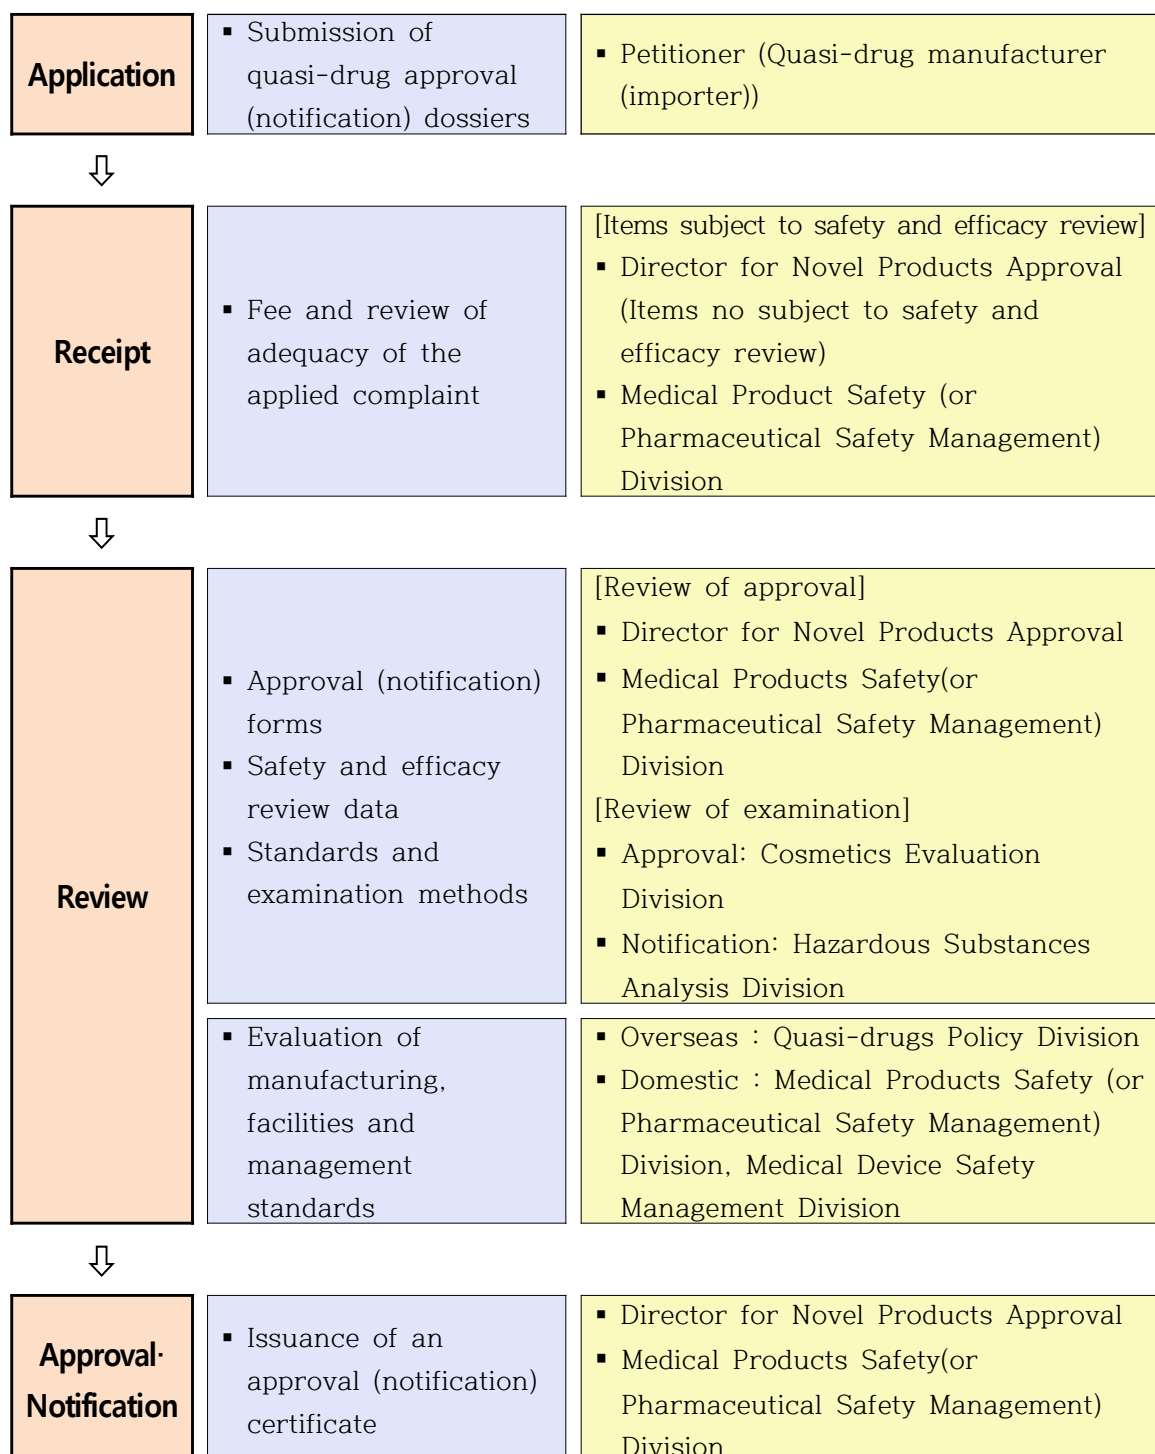 Application
▪ Submission of
quasi-drug approval
(notification) dossiers
▪ Petitioner (Quasi-drug manufacturer
(importer))
⇩
Receipt
▪ Fee and review of
adequacy of the
applied complaint
[Items subject to safety and efficacy review]
▪ Director for Novel Products Approval
(Items no subject to safety and
efficacy review)
▪ Medical Product Safety (or
Pharmaceutical Safety Management)
Division
⇩
Review
▪ Approval (notification)
forms
▪ Safety and efficacy
review data
▪ Standards and
examination methods
[Review of approval]
▪ Director for Novel Products Approval
▪ Medical Products Safety(or
Pharmaceutical Safety Management)
Division
[Review of examination]
▪ Approval: Cosmetics Evaluation
Division
▪ Notification: Hazardous Substances
Analysis Division
▪ Evaluation of
manufacturing,
facilities and
management
standards
▪ Overseas : Quasi-drugs Policy Division
▪ Domestic : Medical Products Safety (or
Pharmaceutical Safety Management)
Division, Medical Device Safety
Management Division
⇩
Approval·
Notification
▪ Issuance of an
approval (notification)
certificate
▪ Director for Novel Products Approval
▪ Medical Products Safety(or
Pharmaceutical Safety Management)
Division